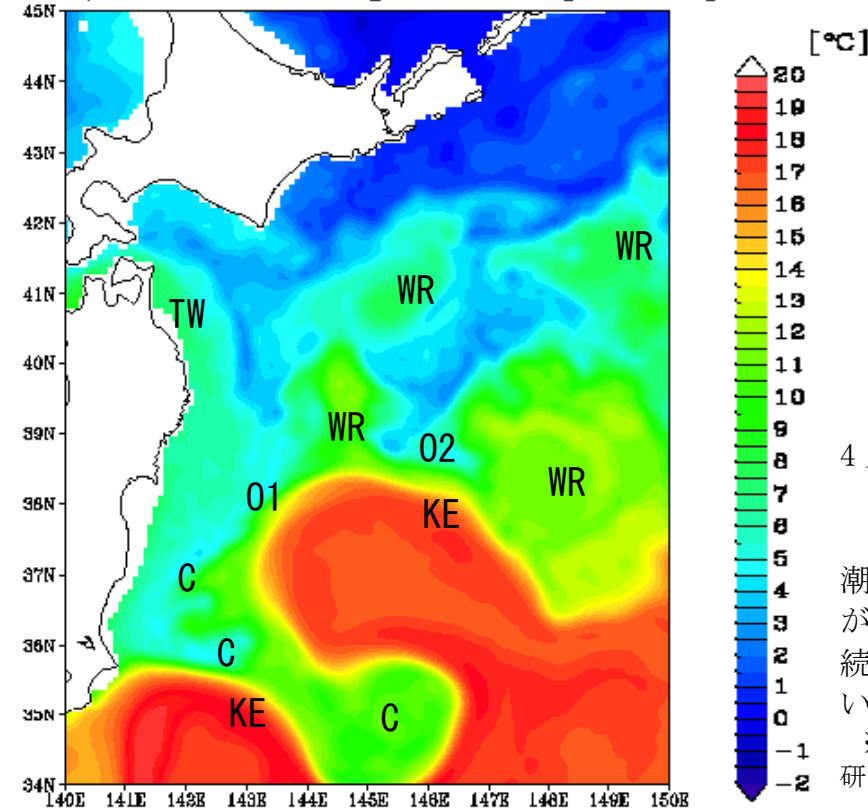 [℃]
45N
44N
43N
42N
41N
40N
39N
38N
37N
36N
35N
34N
140E 141E 142E 143E 144E 145E 146E 147E 148E 149E 150E
WR
WR
TW
WR
O2
WR
O1
KE
C
C
KE
C
20
19
18
17
16
15
14
13
12
11
10
9
8
7
6
5
4
3
2
1
0
-1
-2
4
潮
が
続
い
研